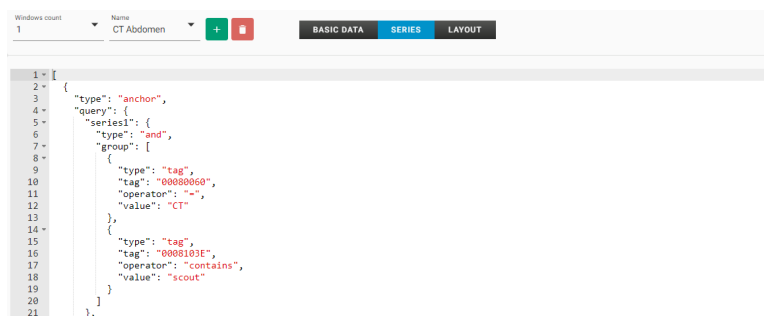 Windows count Name
1 CT Abdomen + BASIC DATA SERIES LAYOUT
1 [
2 {
3 "type": "anchor",
4 "query": {
5 "series1": {
6 "type": "and",
7 "group": [
8 {
9 "type": "tag",
10 "tag": "00080060",
11 "operator": "=",
12 "value": "CT"
13 },
14 {
15 "type": "tag",
16 "tag": "0008103E",
17 "operator": "contains",
18 "value": "scout"
19 }
20 ]
21 },